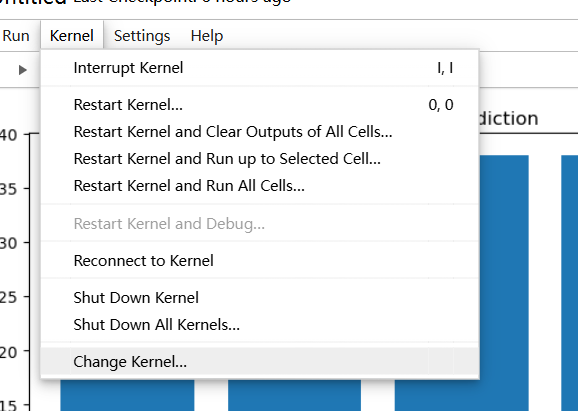 Last Checkpoint: 6 hours ago
Run Kernel Settings Help
Interrupt Kernel I, I
Restart Kernel... 0, 0
Restart Kernel and Clear Outputs of All Cells...
Restart Kernel and Run up to Selected Cell...
Restart Kernel and Run All Cells...
Restart Kernel and Debug...
Reconnect to Kernel
Shut Down Kernel
Shut Down All Kernels...
Change Kernel...
diction
40
35
30
25
20
15